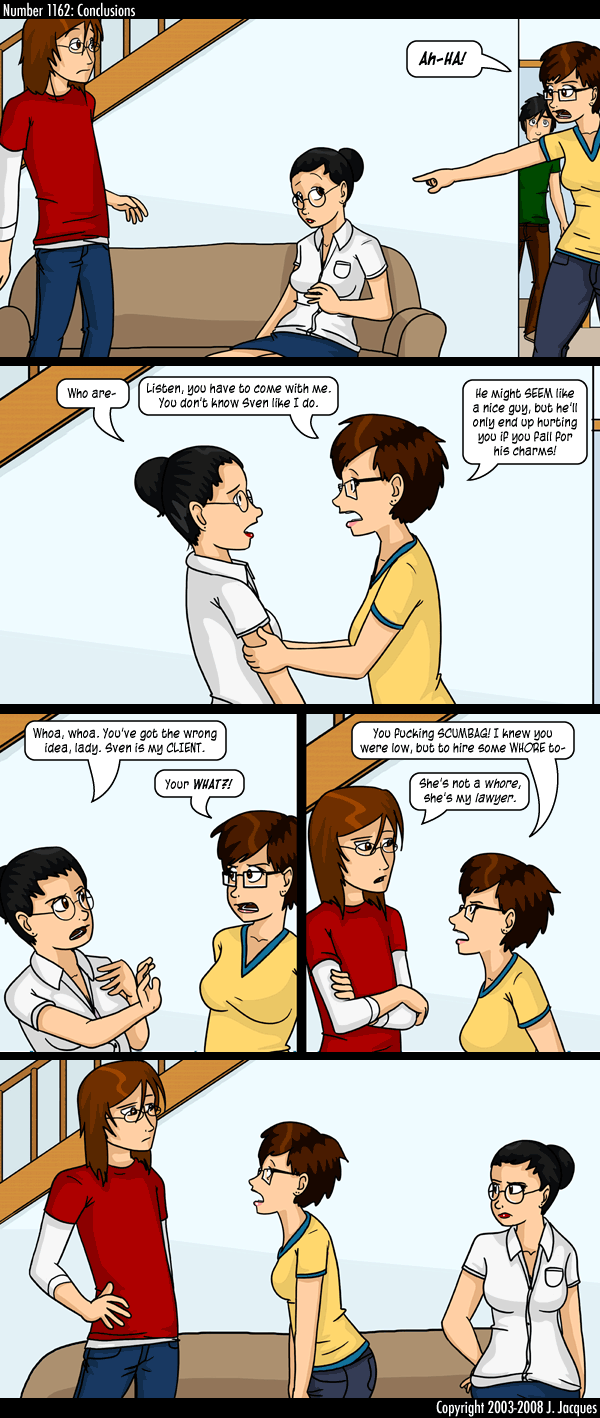 Number 1162: Conclusions
Ah-HA!
Who are-
Listen, you have to come with me.
You don't know Sven like I do.
He might SEEM like
a nice guy, but he'll
only end up hurting
you if you fall for
his charms!
Whoa, whoa. You've got the wrong
idea, lady. Sven is my CLIENT.
Your WHAT?!
You fucking SCUMBAG! I knew you
were low, but to hire some WHORE to-
She's not a whore,
she's my lawyer.
Copyright 2003-2008 J. Jacques